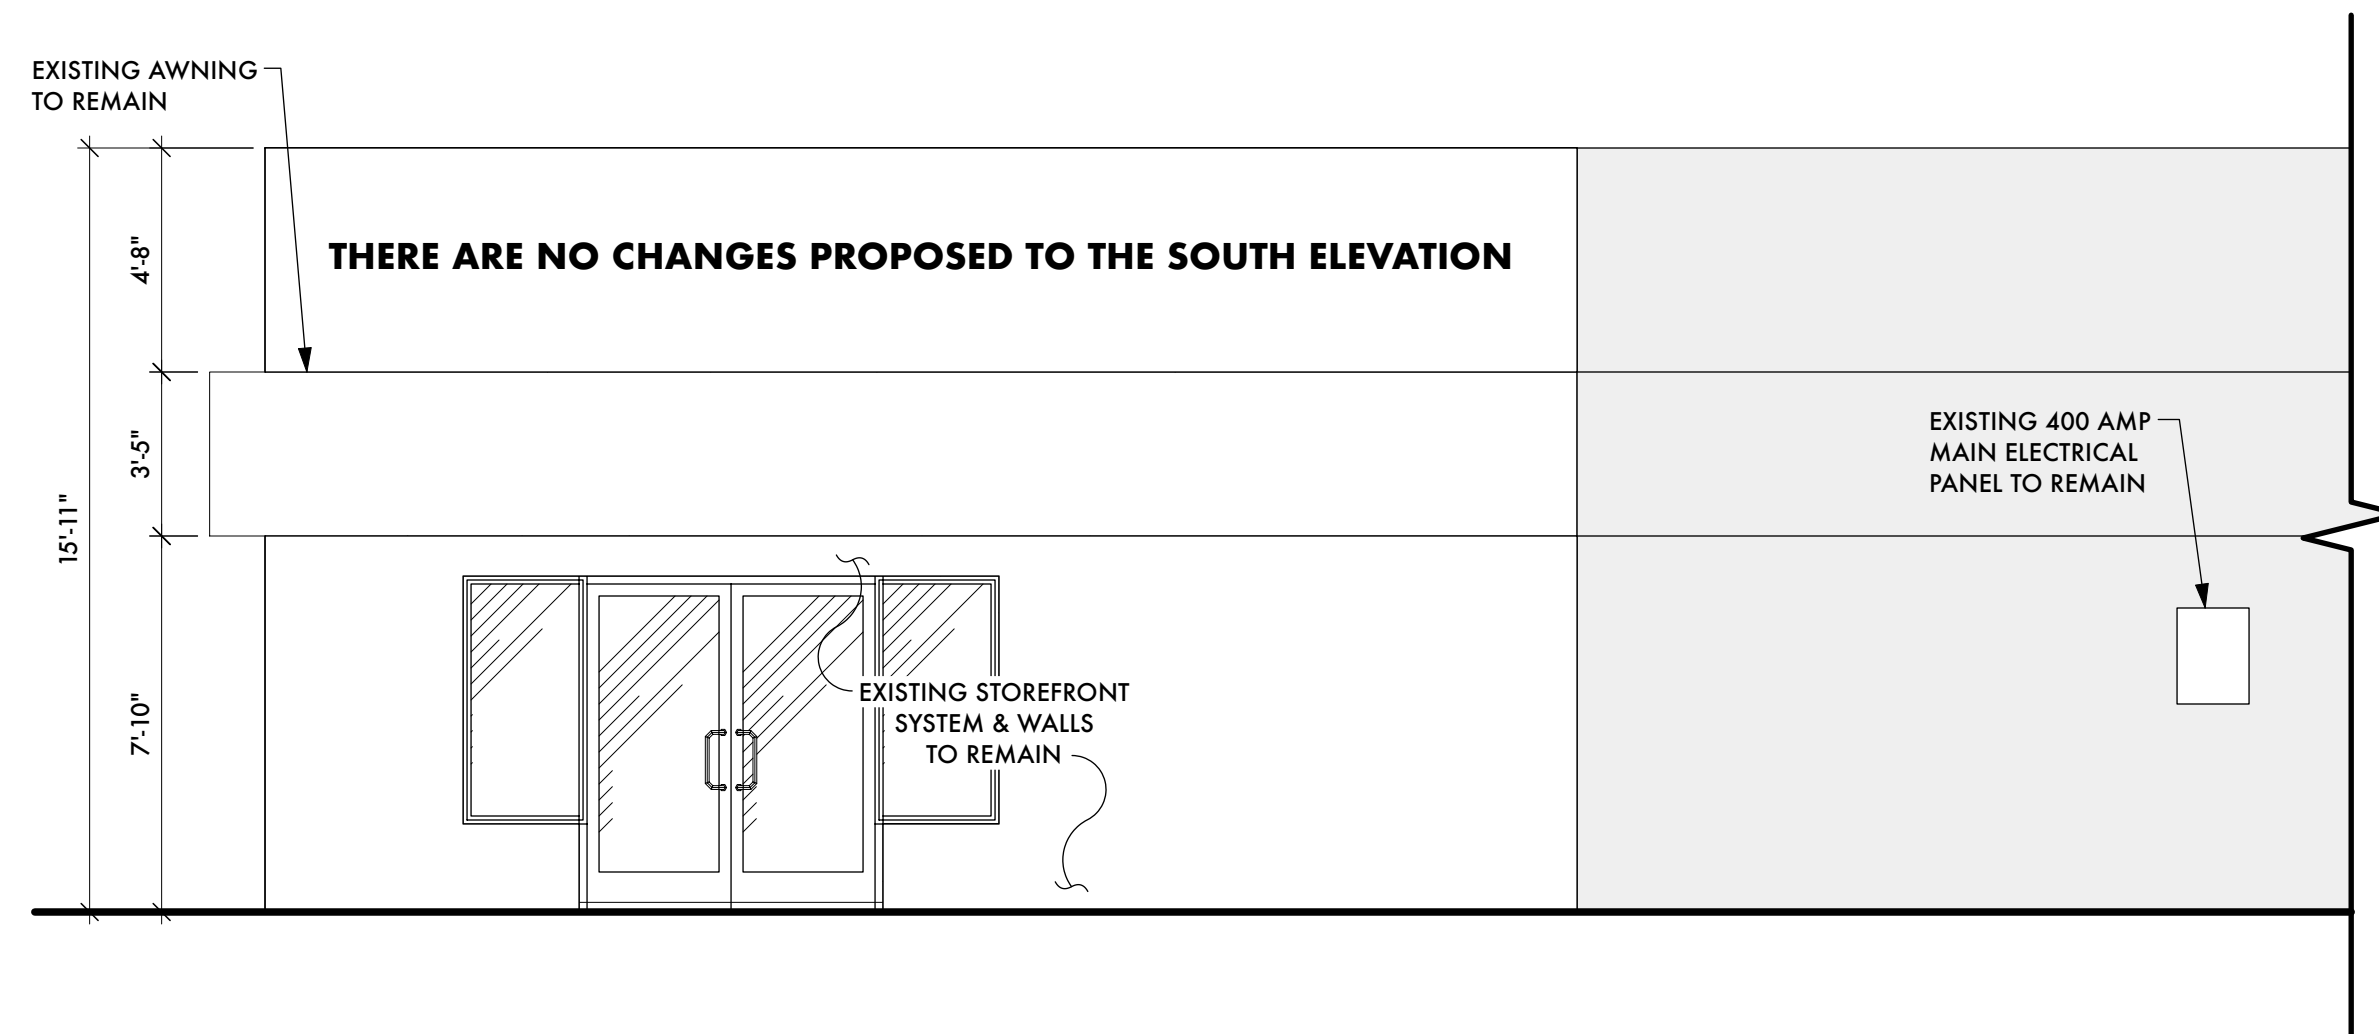 EXISTING AWNING
TO REMAIN
THERE ARE NO CHANGES PROPOSED TO THE SOUTH ELEVATION
4'-8"
3'-5"
15'-11"
7'-10"
EXISTING 400 AMP
MAIN ELECTRICAL
PANEL TO REMAIN
EXISTING STOREFRONT
SYSTEM & WALLS
TO REMAIN